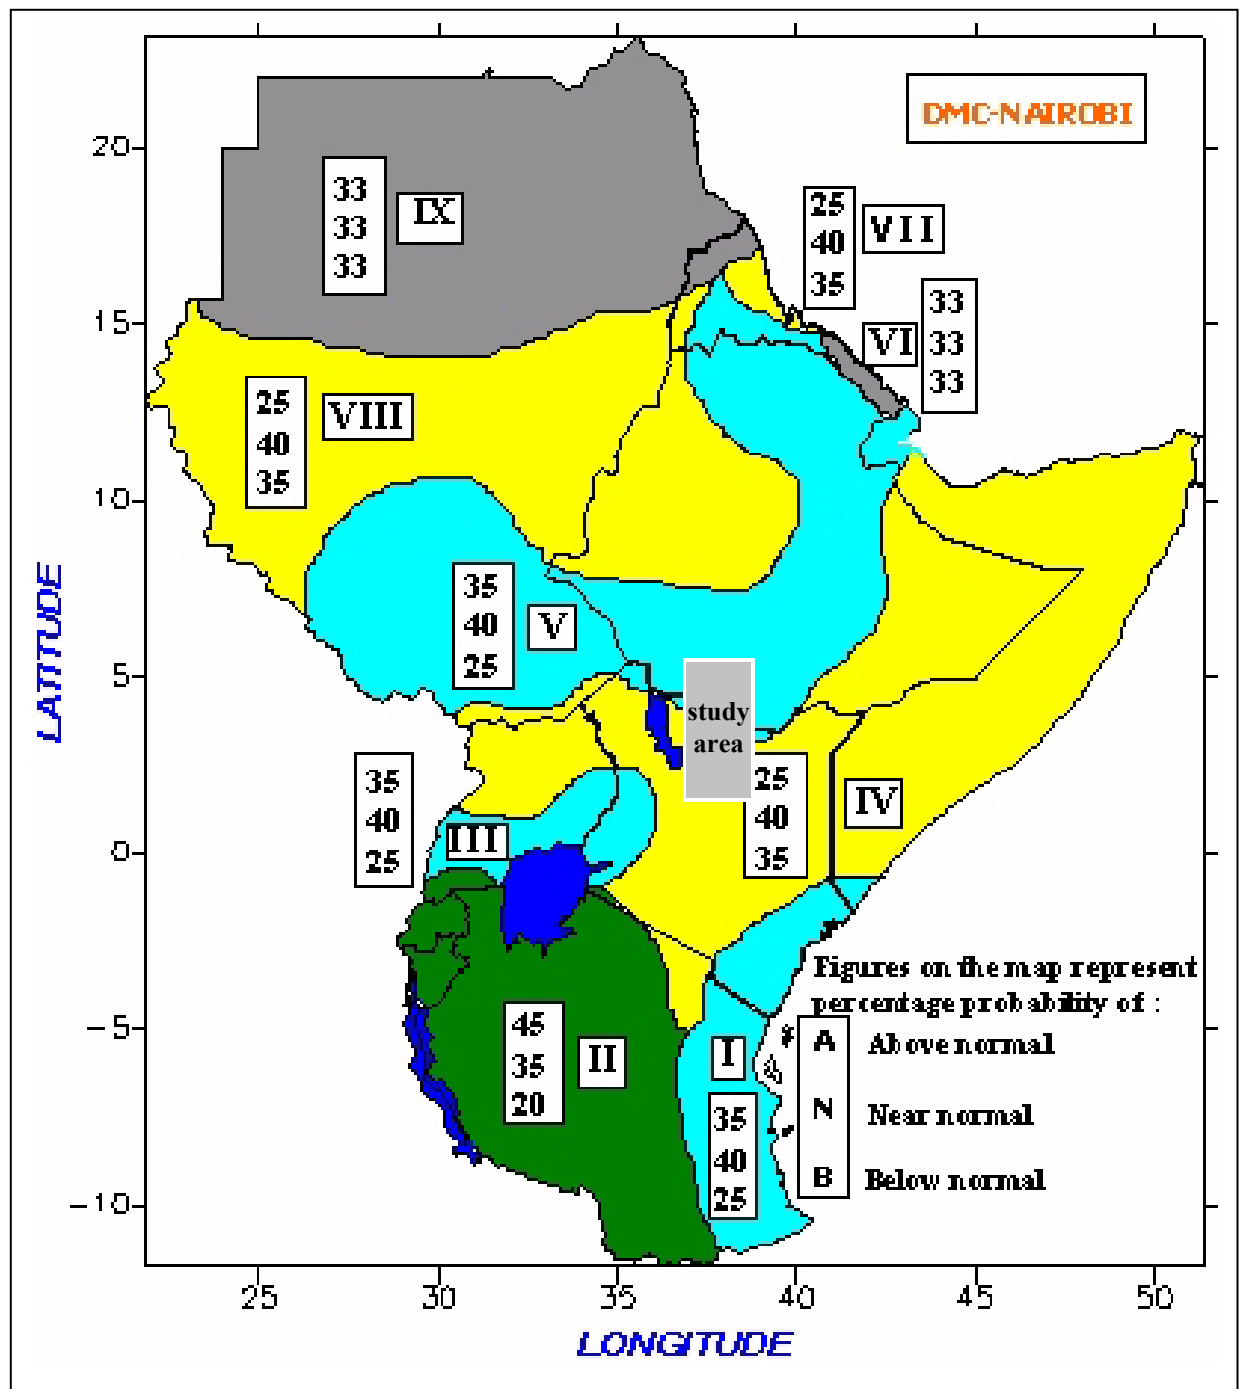 DMC-NAIROBI
20
33
33
33
IX
25
40
35
VII
15
VI
33
33
33
25
40
35
VIII
10
LATITUDE
35
40
25
V
5
study
area
35
40
25
III
25
40
35
IV
0
Figures on the map represent
percentage probability of :
-5
45
35
20
II
I
35
40
25
A Above normal
N Near normal
B Below normal
-10
25 30 35 40 45 50
LONGITUDE